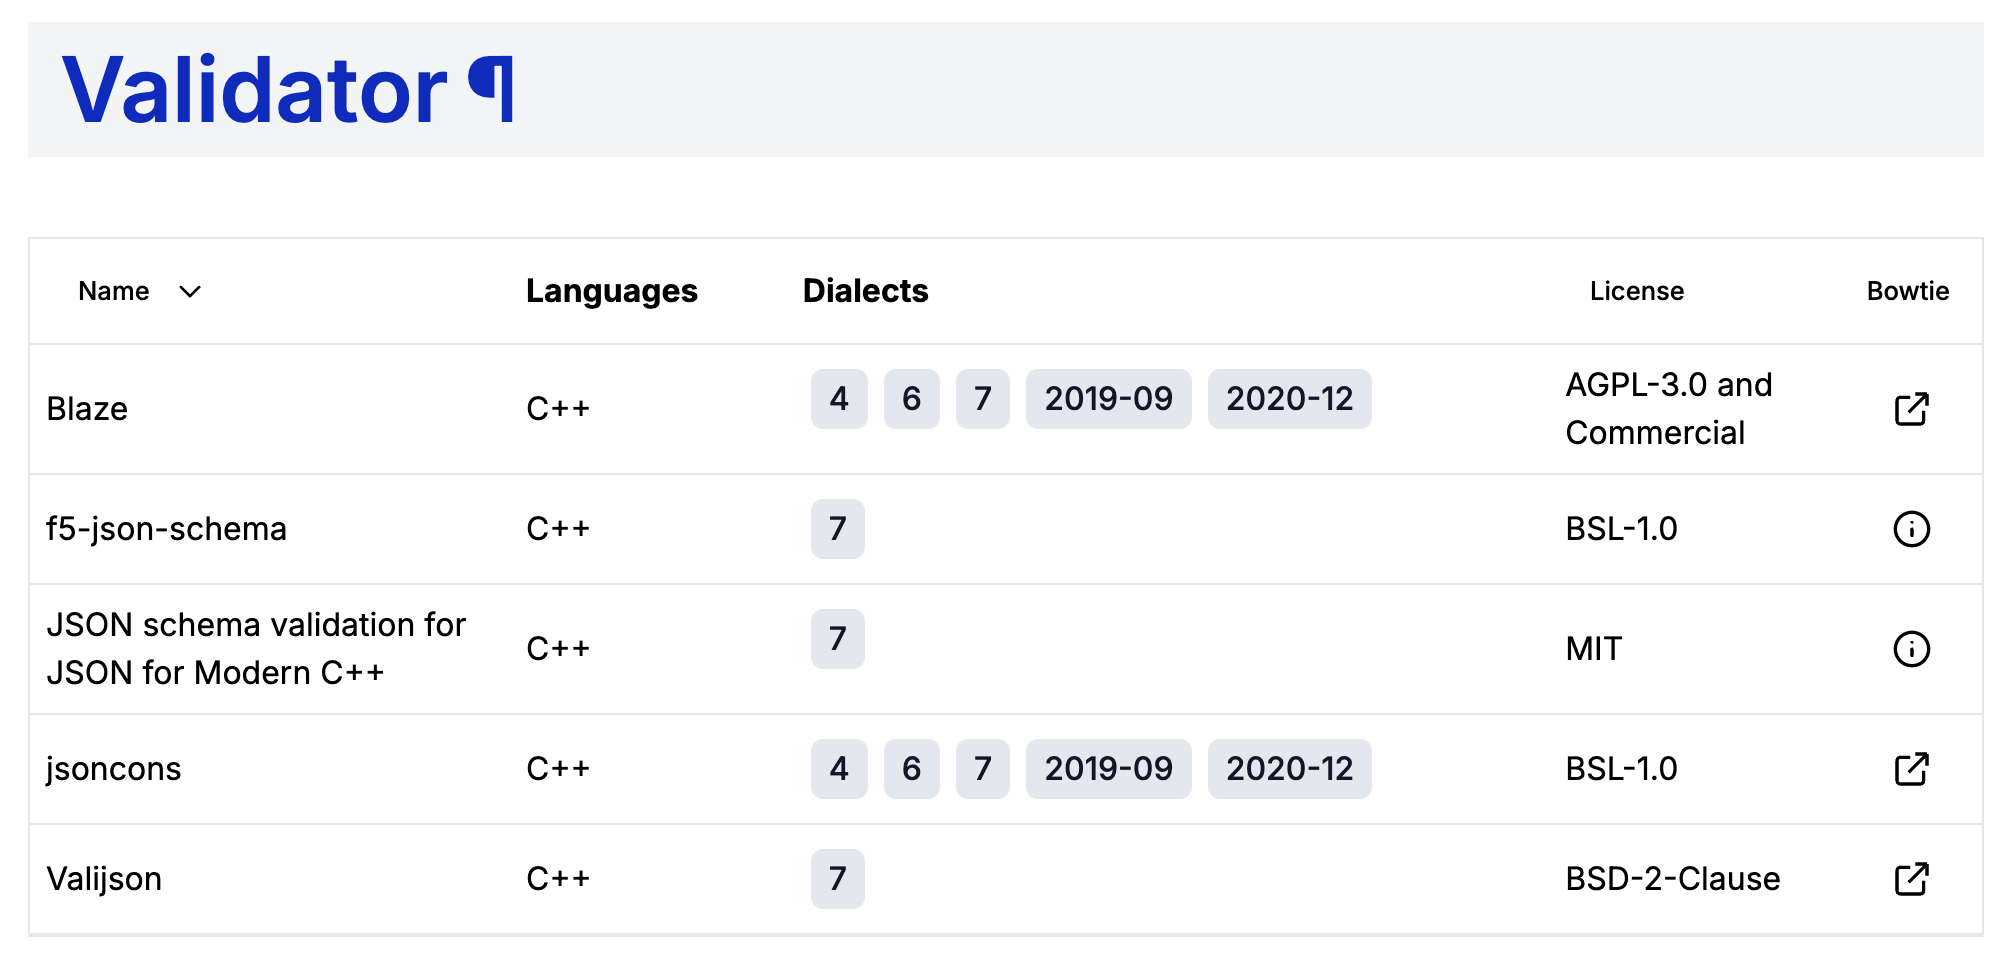 Validator ¶
Name Languages Dialects License Bowtie
Blaze C++ 4 6 7 2019-09 2020-12 AGPL-3.0 and
Commercial
f5-json-schema C++ 7 BSL-1.0
JSON schema validation for
JSON for Modern C++ C++ 7 MIT
jsoncons C++ 4 6 7 2019-09 2020-12 BSL-1.0
Valijson C++ 7 BSD-2-Clause